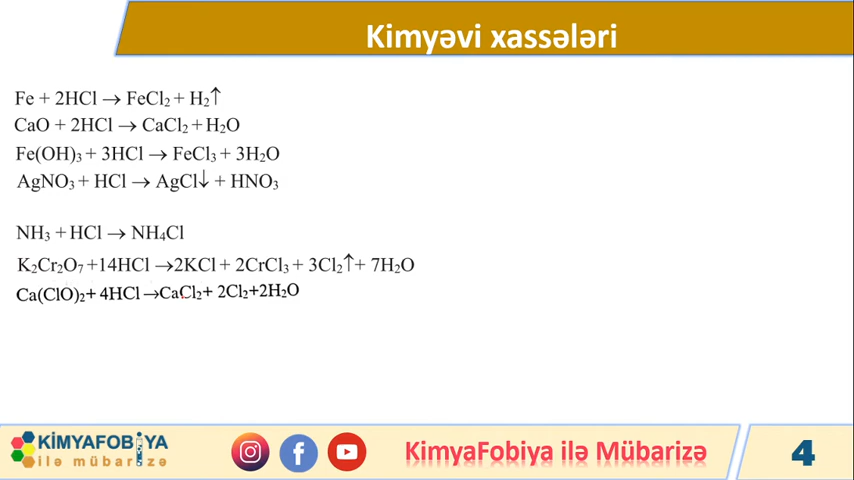 Kimyəvi xassələri
Fe + 2HCl → FeCl₂ + H₂↑
CaO + 2HCl → CaCl₂ + H₂O
Fe(OH)₃ + 3HCl → FeCl₃ + 3H₂O
AgNO₃ + HCl → AgCl↓ + HNO₃
NH₃ + HCl → NH₄Cl
K₂Cr₂O₇ +14HCl →2KCl + 2CrCl₃ + 3Cl₂↑+ 7H₂O
Ca(ClO)₂+ 4HCl →CaCl₂+ 2Cl₂+2H₂O
KİMYAFOBİYA
ilə mübarizə
KimyaFobiya ilə Mübarizə
4